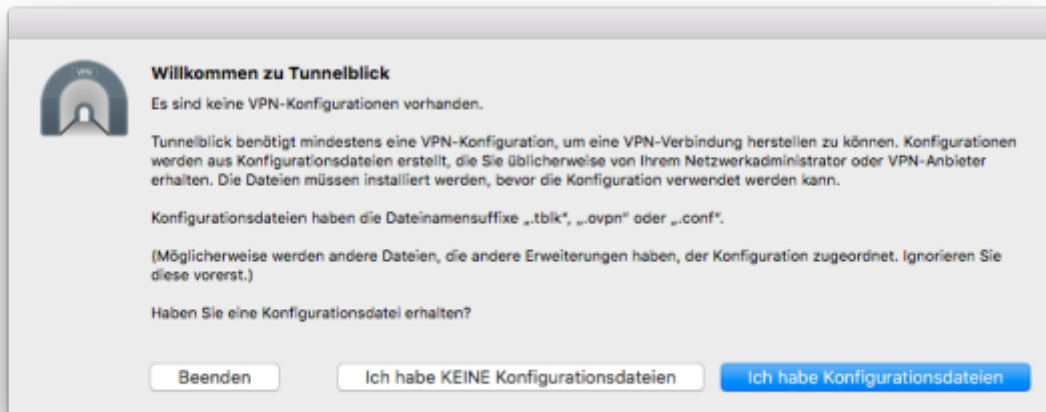 VPN
Willkommen zu Tunnelblick
Es sind keine VPN-Konfigurationen vorhanden.
Tunnelblick benötigt mindestens eine VPN-Konfiguration, um eine VPN-Verbindung herstellen zu können. Konfigurationen
werden aus Konfigurationsdateien erstellt, die Sie üblicherweise von Ihrem Netzwerkadministrator oder VPN-Anbieter
erhalten. Die Dateien müssen installiert werden, bevor die Konfiguration verwendet werden kann.
Konfigurationsdateien haben die Dateinamensuffixe „.tblk“, „.ovpn“ oder „.conf“.
(Möglicherweise werden andere Dateien, die andere Erweiterungen haben, der Konfiguration zugeordnet. Ignorieren Sie
diese vorerst.)
Haben Sie eine Konfigurationsdatei erhalten?
Beenden
Ich habe KEINE Konfigurationsdateien
Ich habe Konfigurationsdateien